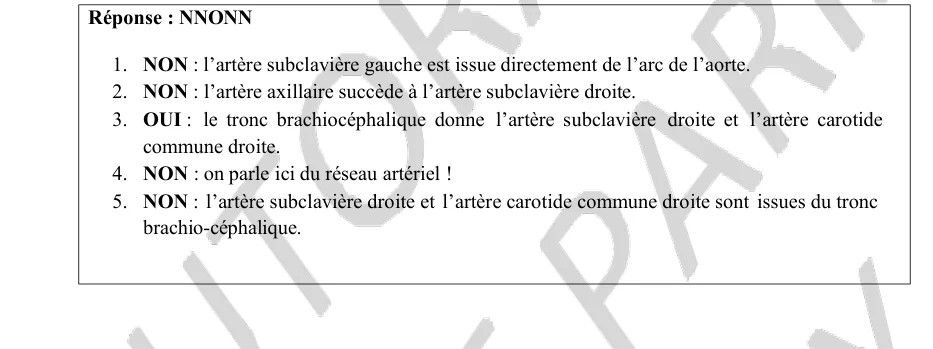 Réponse : NNONN
1. NON : l'artère subclavière gauche est issue directement de l'arc de l'aorte.
2. NON : l'artère axillaire succède à l'artère subclavière droite.
3. OUI : le tronc brachiocéphalique donne l'artère subclavière droite et l'artère carotide
commune droite.
4. NON : on parle ici du réseau artériel !
5. NON : l'artère subclavière droite et l'artère carotide commune droite sont issues du tronc
brachio-céphalique.